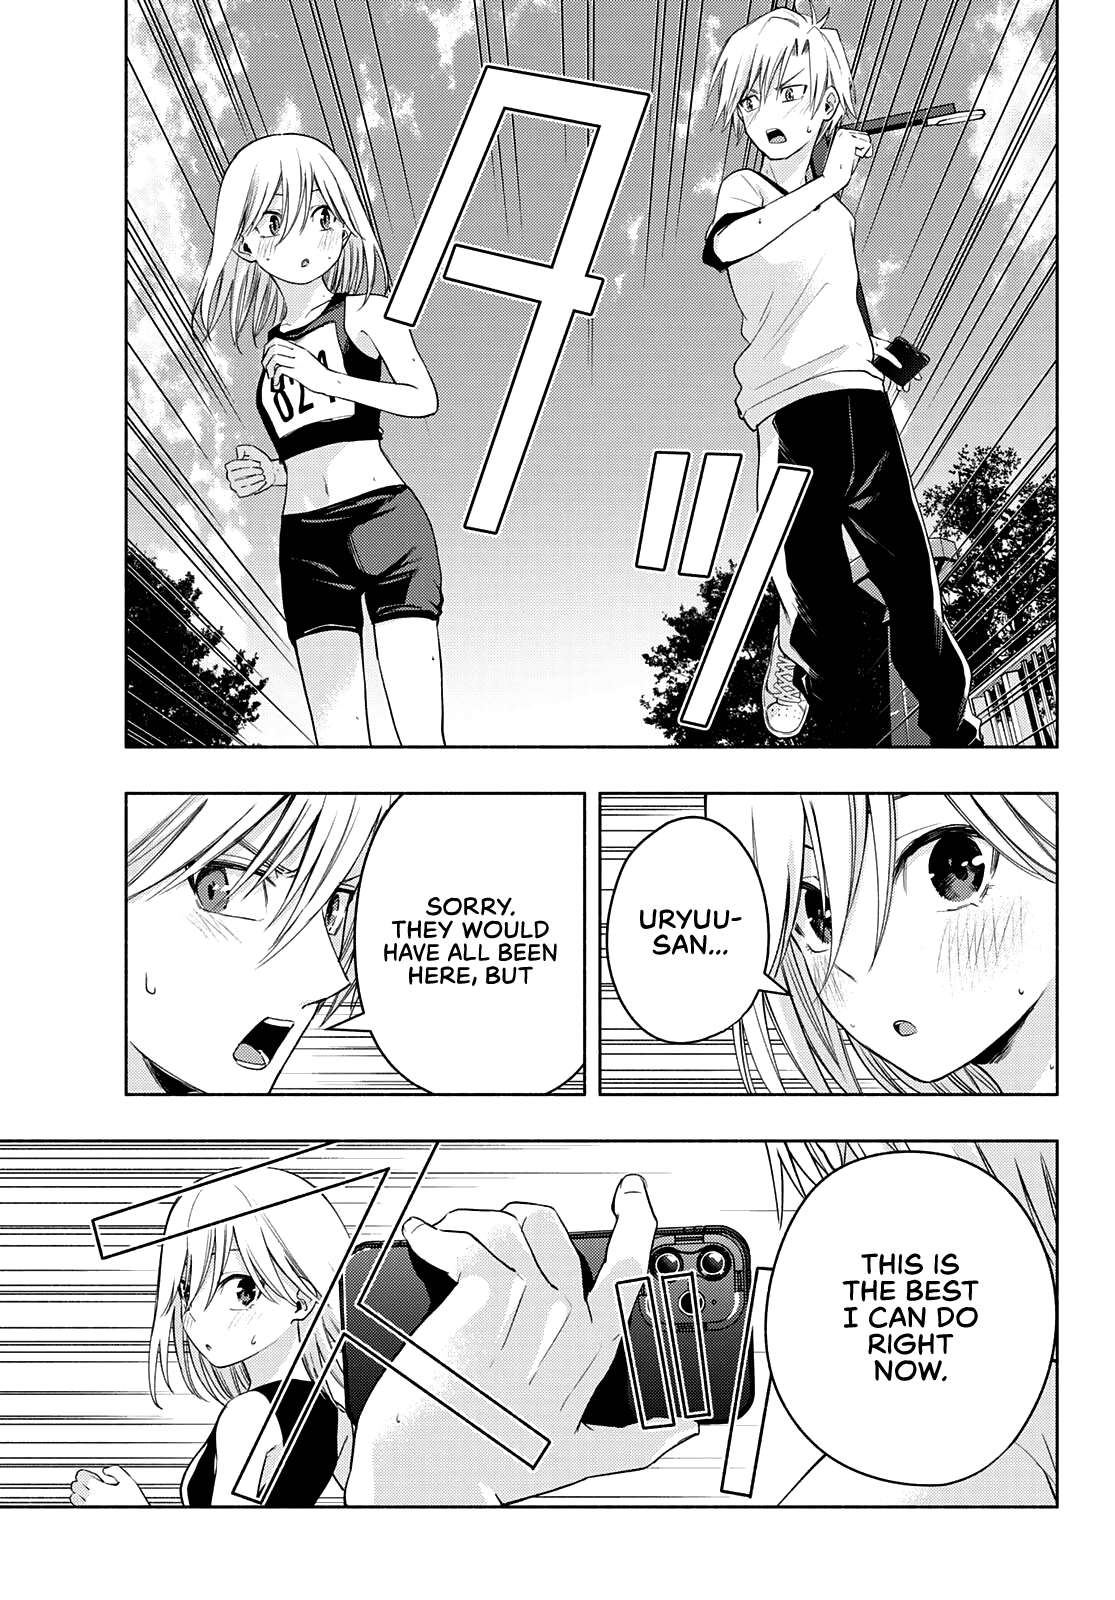 タッ
821
URYUU-
SAN...
SORRY.
THEY WOULD
HAVE ALL BEEN
HERE, BUT
THIS IS
THE BEST
I CAN DO
RIGHT
NOW.